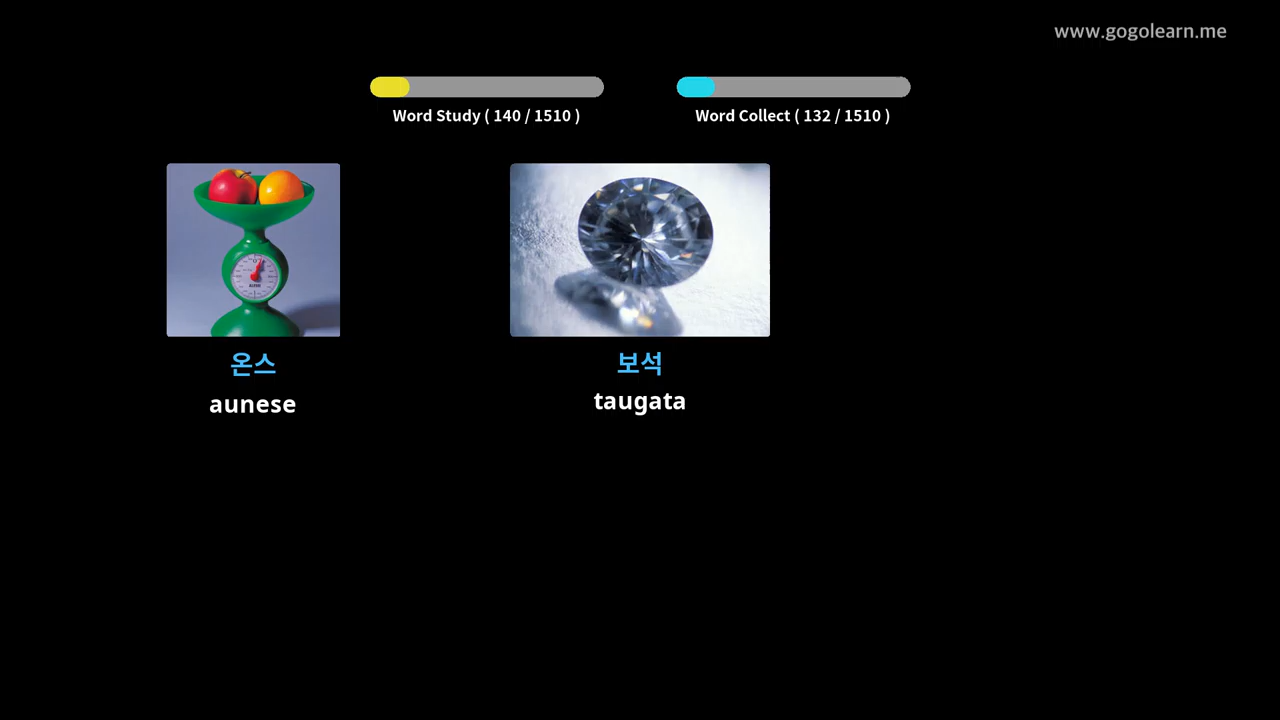 www.gogolearn.me
Word Study ( 140 / 1510 )
Word Collect ( 132 / 1510 )
온스
aunese
보석
taugata